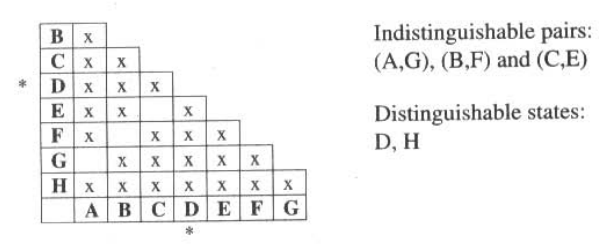 B x
C x x
* D x x x
E x x x
F x x x x
G x x x x x
H x x x x x x x
A B C D E F G
*
Indistinguishable pairs:
(A,G), (B,F) and (C,E)
Distinguishable states:
D, H